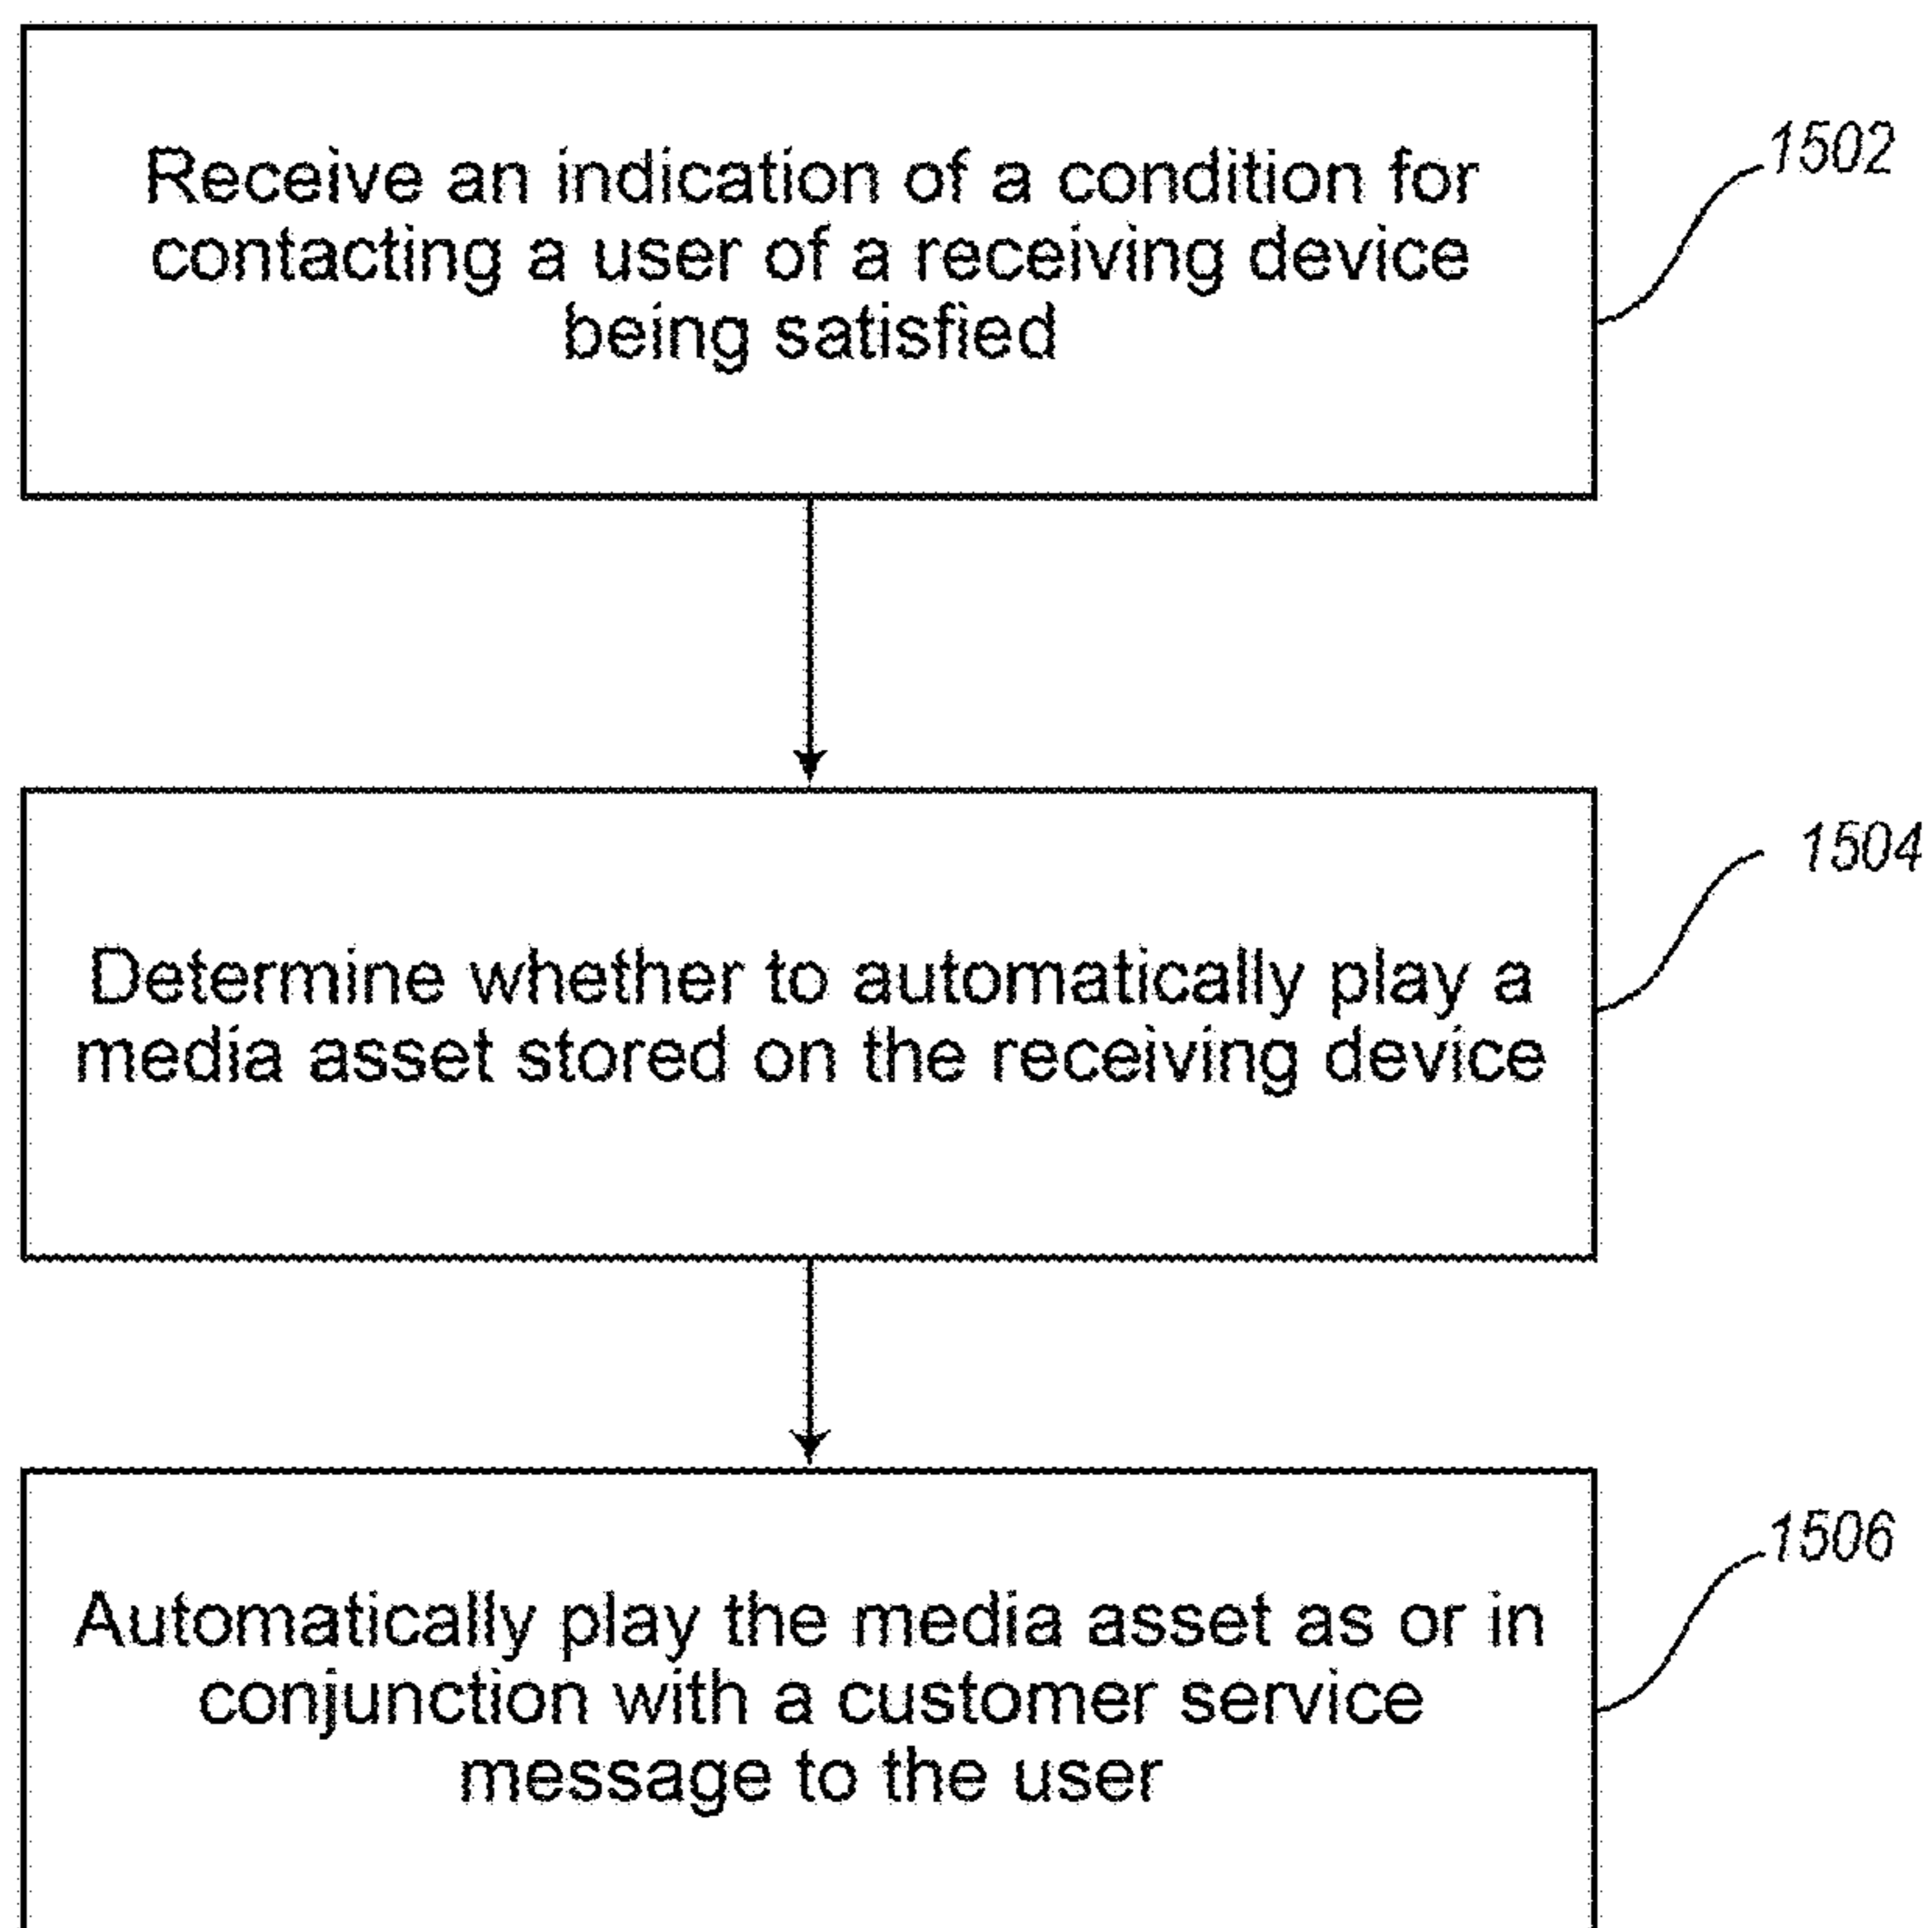 Receive an indication of a condition for
contacting a user of a receiving device
being satisfied
1502
Determine whether to automatically play a
media asset stored on the receiving device
1504
Automatically play the media asset as or in
conjunction with a customer service
message to the user
1506